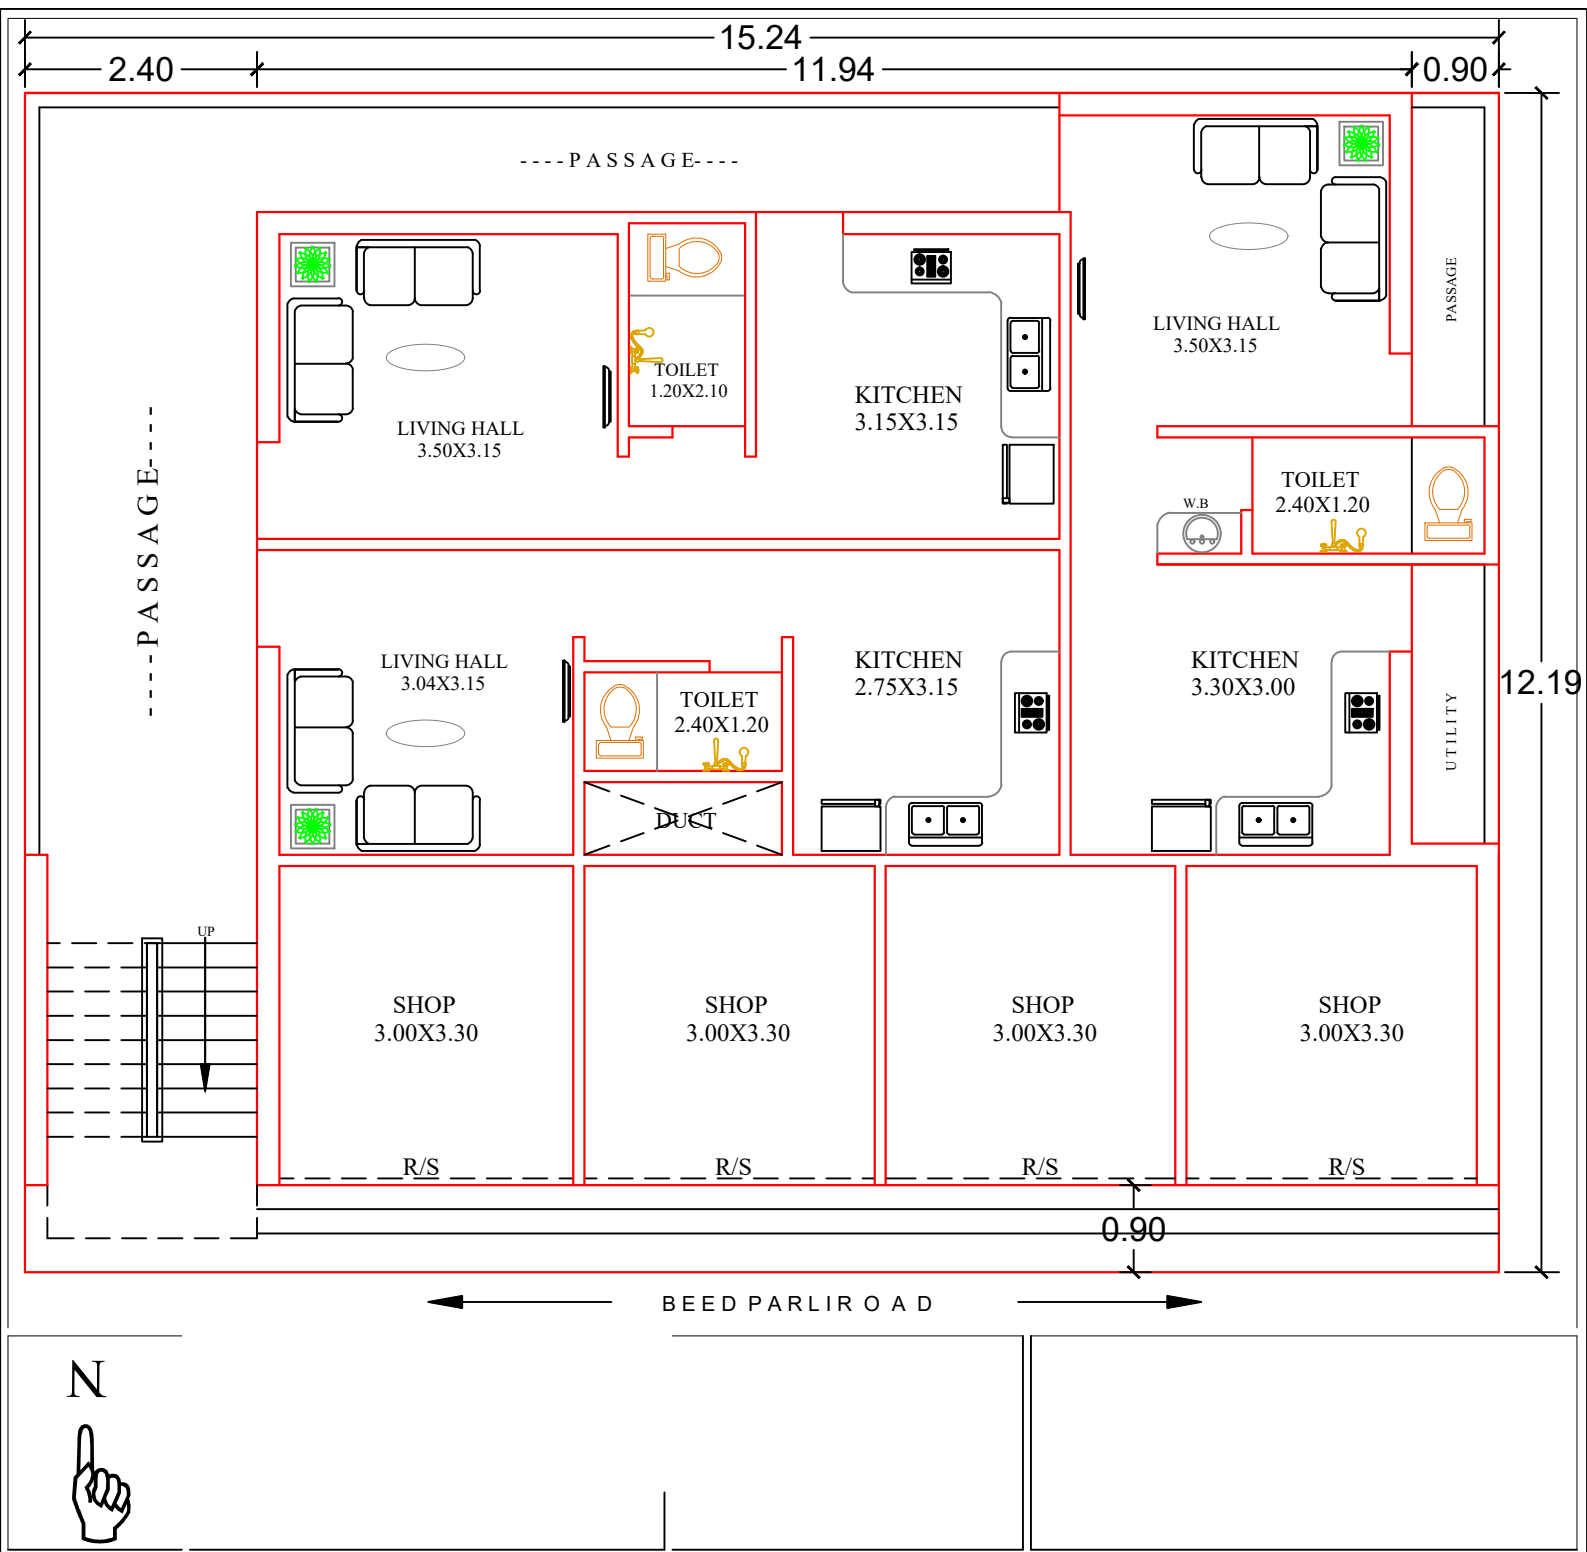 15.24
2.40
11.94
0.90
----PASSAGE----
LIVING HALL
3.50X3.15
PASSAGE
TOILET
1.20X2.10
KITCHEN
3.15X3.15
LIVING HALL
3.50X3.15
----PASSAGE----
TOILET
2.40X1.20
W.B
LIVING HALL
3.04X3.15
TOILET
2.40X1.20
KITCHEN
2.75X3.15
KITCHEN
3.30X3.00
UTILITY
12.19
DUCT
UP
SHOP
3.00X3.30
SHOP
3.00X3.30
SHOP
3.00X3.30
SHOP
3.00X3.30
R/S
R/S
R/S
R/S
0.90
BEED PARLI ROAD
N